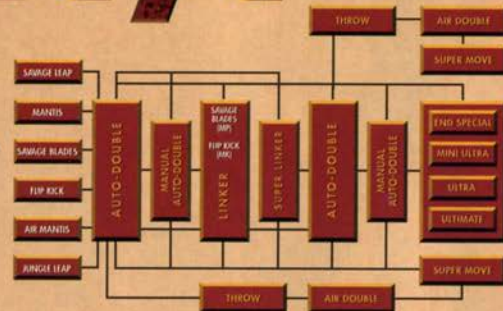 THROW
AIR DOUBLE
SUPER MOVE
SAVAGE LEAP
MANTIS
SAVAGE BLADES
FLIP KICK
AIR MANTIS
JUNGLE LEAP
AUTO-DOUBLE
MANUAL
AUTO-DOUBLE
SAVAGE
BLADES
(MP)
FLIP KICK
(MK)
LINKER
SUPER LINKER
AUTO-DOUBLE
MANUAL
AUTO-DOUBLE
END SPECIAL
MINI ULTRA
ULTRA
ULTIMATE
SUPER MOVE
THROW
AIR DOUBLE